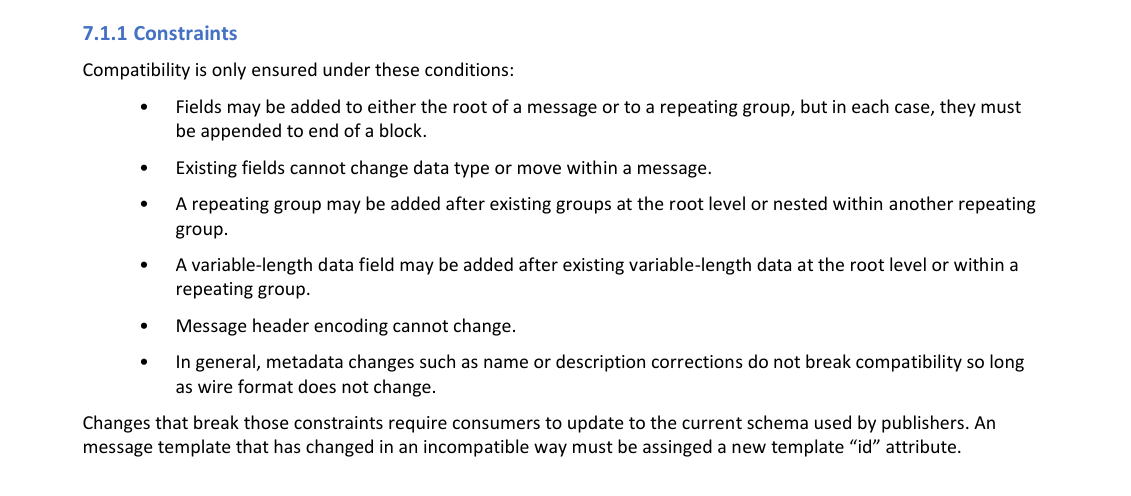 7.1.1 Constraints
Compatibility is only ensured under these conditions:
• Fields may be added to either the root of a message or to a repeating group, but in each case, they must
be appended to end of a block.
• Existing fields cannot change data type or move within a message.
• A repeating group may be added after existing groups at the root level or nested within another repeating
group.
• A variable-length data field may be added after existing variable-length data at the root level or within a
repeating group.
• Message header encoding cannot change.
• In general, metadata changes such as name or description corrections do not break compatibility so long
as wire format does not change.
Changes that break those constraints require consumers to update to the current schema used by publishers. An
message template that has changed in an incompatible way must be assinged a new template “id” attribute.